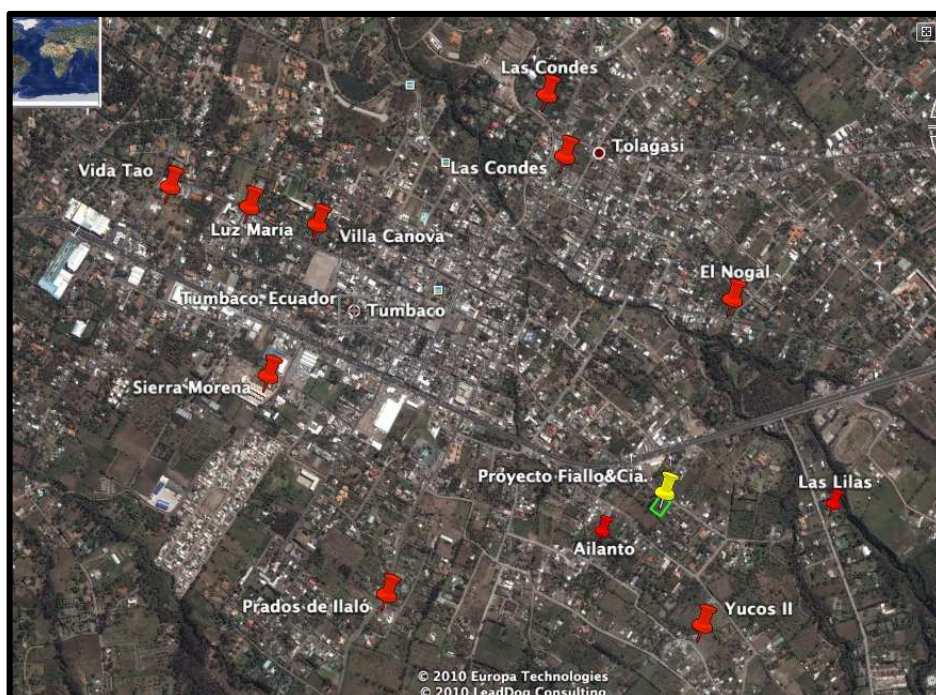 Las Condes
Tolagasi
Las Condes
Vida Tao
Luz María
Villa Canova
El Nogal
Tumbaco, Ecuador
Tumbaco
Sierra Morena
Proyecto Fiallo&Cia.
Las Lilas
Ailanto
Prados de Ilaló
Yucos II
© 2010 Europa Technologies
© 2010 LeadDog Consulting